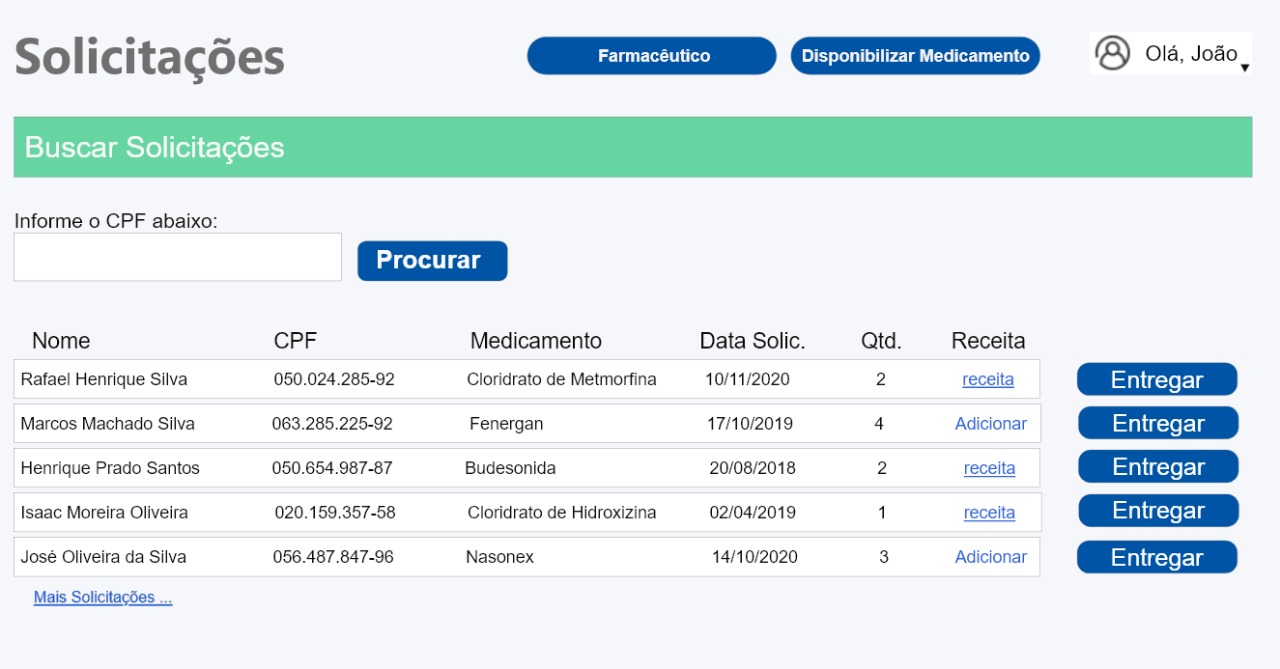 Solicitações
Farmacêutico
Disponibilizar Medicamento
Olá, João
Buscar Solicitações
Informe o CPF abaixo:
Procurar
Nome CPF Medicamento Data Solic. Qtd. Receita
Rafael Henrique Silva 050.024.285-92 Cloridrato de Metmorfina 10/11/2020 2 receita Entregar
Marcos Machado Silva 063.285.225-92 Fenergan 17/10/2019 4 Adicionar Entregar
Henrique Prado Santos 050.654.987-87 Budesonida 20/08/2018 2 receita Entregar
Isaac Moreira Oliveira 020.159.357-58 Cloridrato de Hidroxizina 02/04/2019 1 receita Entregar
José Oliveira da Silva 056.487.847-96 Nasonex 14/10/2020 3 Adicionar Entregar
Mais Solicitações ...